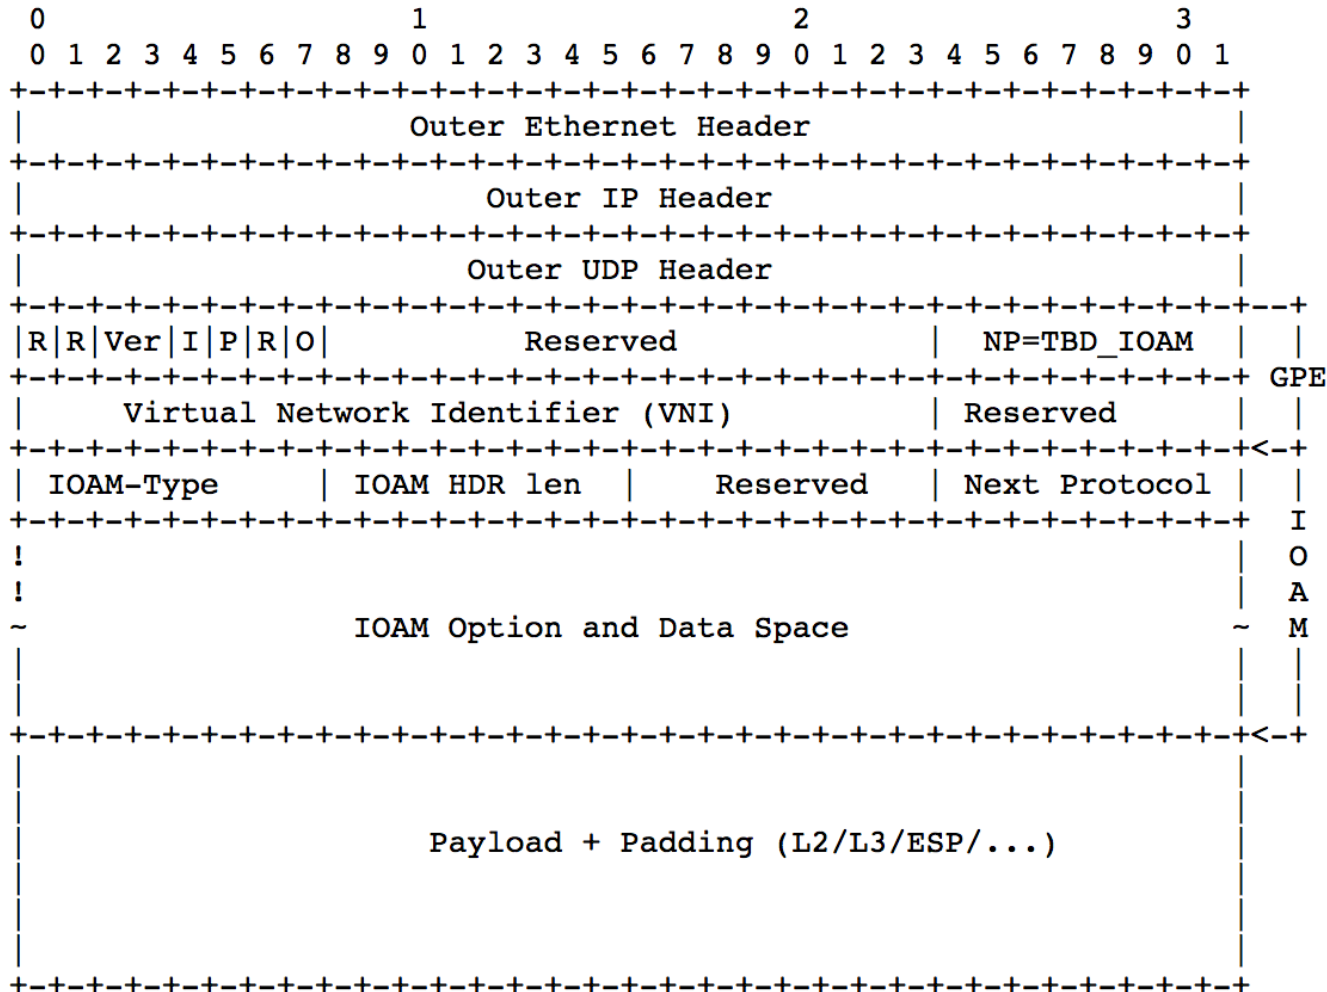 0                   1                   2                   3
 0 1 2 3 4 5 6 7 8 9 0 1 2 3 4 5 6 7 8 9 0 1 2 3 4 5 6 7 8 9 0 1
+-+-+-+-+-+-+-+-+-+-+-+-+-+-+-+-+-+-+-+-+-+-+-+-+-+-+-+-+-+-+-+-+
|                    Outer Ethernet Header                      |
+-+-+-+-+-+-+-+-+-+-+-+-+-+-+-+-+-+-+-+-+-+-+-+-+-+-+-+-+-+-+-+-+
|                        Outer IP Header                        |
+-+-+-+-+-+-+-+-+-+-+-+-+-+-+-+-+-+-+-+-+-+-+-+-+-+-+-+-+-+-+-+-+
|                       Outer UDP Header                        |
+-+-+-+-+-+-+-+-+-+-+-+-+-+-+-+-+-+-+-+-+-+-+-+-+-+-+-+-+-+-+-+-+--+
|R|R|Ver|I|P|R|O|          Reserved             |  NP=TBD_IOAM  |  |
+-+-+-+-+-+-+-+-+-+-+-+-+-+-+-+-+-+-+-+-+-+-+-+-+-+-+-+-+-+-+-+-+ GPE
|     Virtual Network Identifier (VNI)          | Reserved      |  |
+-+-+-+-+-+-+-+-+-+-+-+-+-+-+-+-+-+-+-+-+-+-+-+-+-+-+-+-+-+-+-+-+<-+
| IOAM-Type     | IOAM HDR len  |    Reserved   | Next Protocol |  |
+-+-+-+-+-+-+-+-+-+-+-+-+-+-+-+-+-+-+-+-+-+-+-+-+-+-+-+-+-+-+-+-+  I
!                                                               |  O
!                                                               |  A
~                 IOAM Option and Data Space                    ~  M
|                                                               |  |
|                                                               |  |
+-+-+-+-+-+-+-+-+-+-+-+-+-+-+-+-+-+-+-+-+-+-+-+-+-+-+-+-+-+-+-+-+<-+
|                                                               |
|                                                               |
|                     Payload + Padding (L2/L3/ESP/...)         |
|                                                               |
|                                                               |
|                                                               |
+-+-+-+-+-+-+-+-+-+-+-+-+-+-+-+-+-+-+-+-+-+-+-+-+-+-+-+-+-+-+-+-+